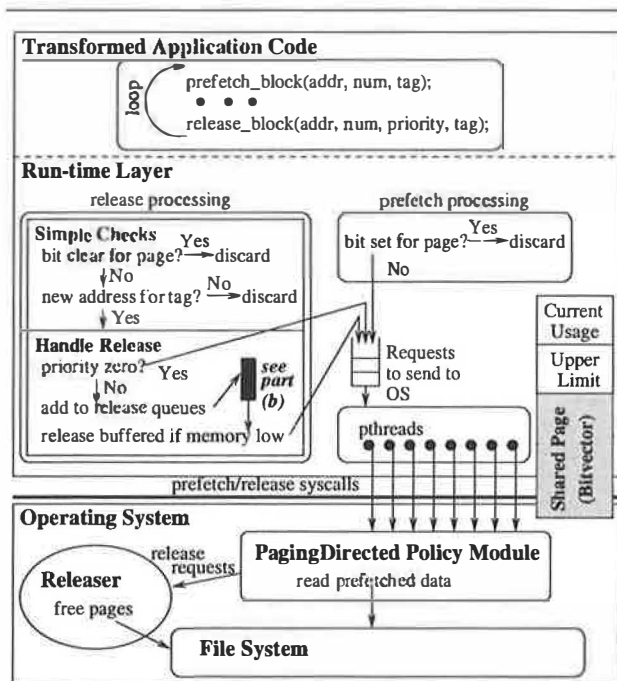 Transformed Application Code
loop
prefetch_block(addr, num, tag);
release_block(addr, num, priority, tag);
Run-time Layer
release processing
Simple Checks
bit clear for page? Yes discard
No
new address for tag? No discard
Yes
Handle Release
priority zero? Yes
No
add to release queues
see
part
(b)
release buffered if memory low
prefetch processing
bit set for page? Yes discard
No
Requests
to send to
OS
pthreads
Current
Usage
Upper
Limit
Shared Page
(Bitvector)
prefetch/release syscalls
Operating System
Releaser
free pages
release
requests
PagingDirected Policy Module
read prefetched data
File System